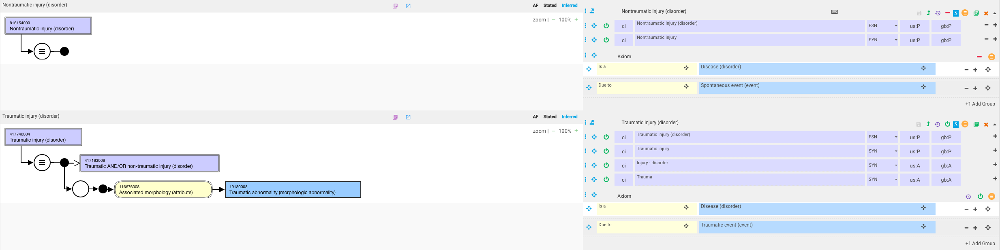 Nontraumatic injury (disorder)
AF Stated Inferred
zoom | − 100% +
816154009
Nontraumatic injury (disorder)
Nontraumatic injury (disorder)
S
ci Nontraumatic injury (disorder) FSN us:P gb:P
ci Nontraumatic injury SYN us:P gb:P
Axiom
Is a Disease (disorder)
Due to Spontaneous event (event)
+1 Add Group
Traumatic injury (disorder)
AF Stated Inferred
zoom | − 100% +
417746004
Traumatic injury (disorder)
417163006
Traumatic AND/OR non-traumatic injury (disorder)
116676008
Associated morphology (attribute)
19130008
Traumatic abnormality (morphologic abnormality)
Traumatic injury (disorder)
S
ci Traumatic injury (disorder) FSN us:P gb:P
ci Traumatic injury SYN us:P gb:P
ci Injury - disorder SYN us:A gb:A
ci Trauma SYN us:A gb:A
Axiom
Is a Disease (disorder)
Due to Traumatic event (event)
+1 Add Group